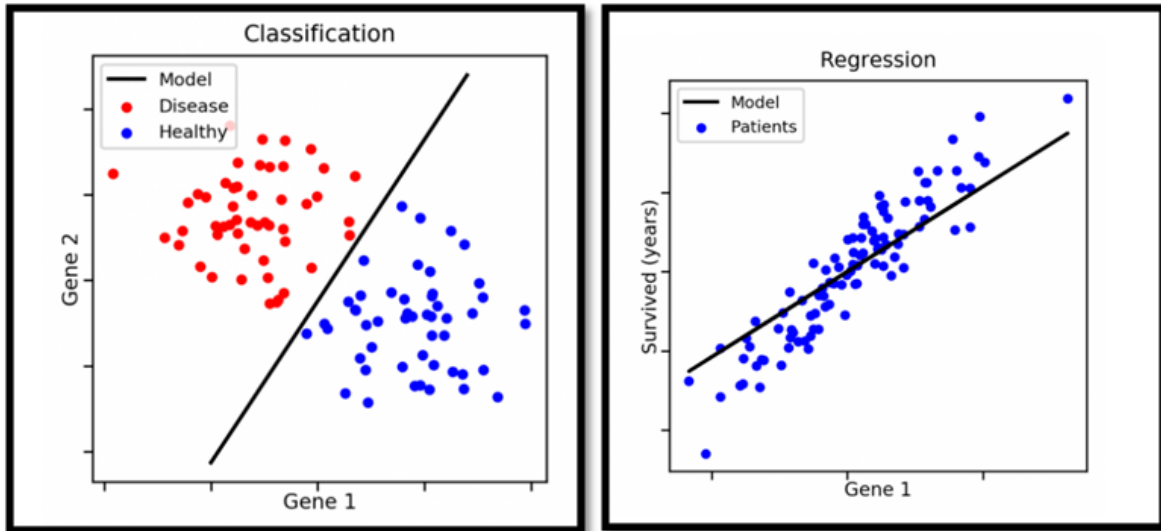 Classification
Model
Disease
Healthy
Gene 2
Gene 1
Regression
Model
Patients
Survived (years)
Gene 1